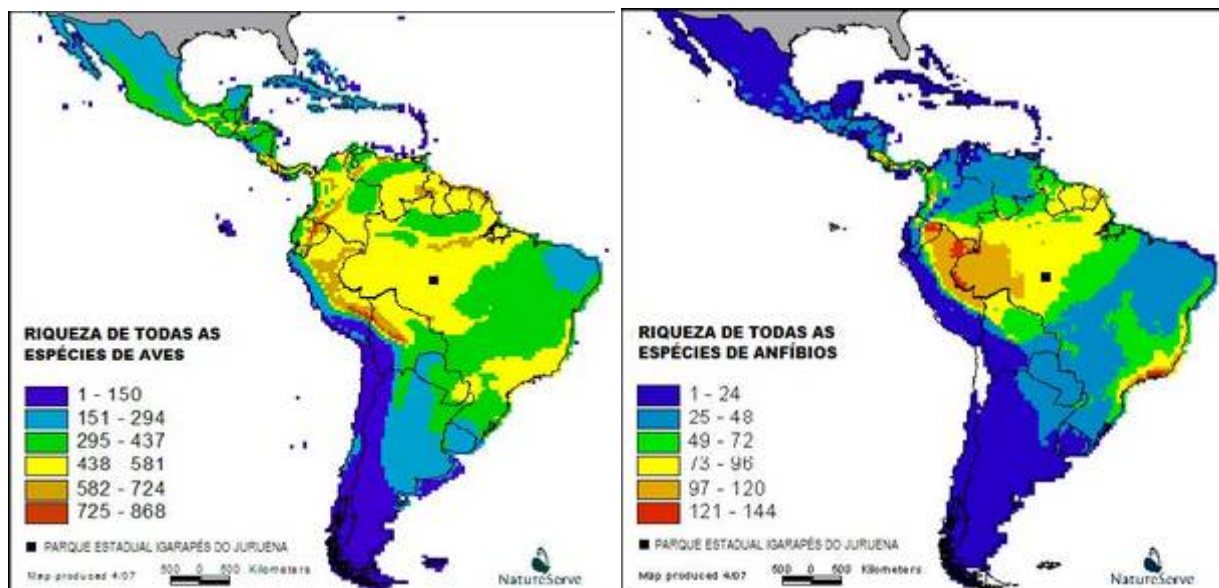 RIQUEZA DE TODAS AS
ESPÉCIES DE AVES
1 - 150
151 - 294
295 - 437
438 581
582 - 724
725 - 868
PARQUE ESTADUAL IGARAPÉS DO JURUENA
Map produced 4/07
500 0 500 Kilometers
NatureServe
RIQUEZA DE TODAS AS
ESPÉCIES DE ANFÍBIOS
1 - 24
25 - 48
49 - 72
73 - 96
97 - 120
121 - 144
PARQUE ESTADUAL IGARAPÉS DO JURUENA
Map produced 4/07
500 0 500 Kilometers
NatureServe